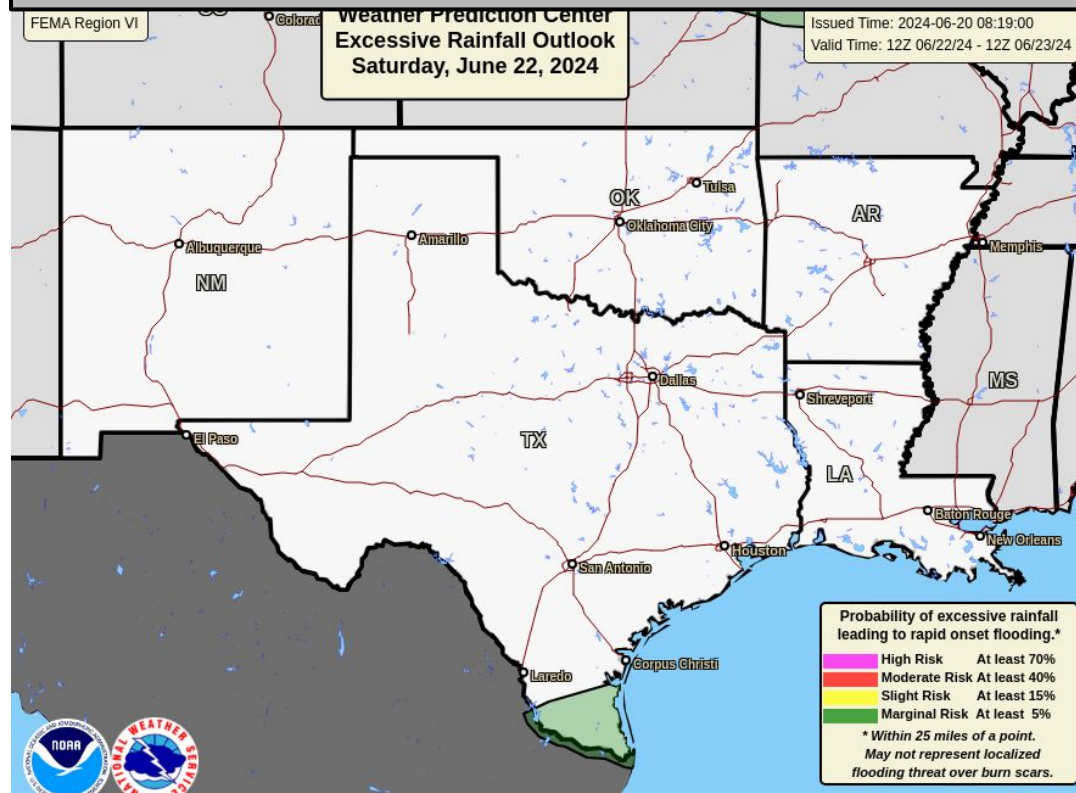 FEMA Region VI
Weather Prediction Center
Excessive Rainfall Outlook
Saturday, June 22, 2024
Issued Time: 2024-06-20 08:19:00
Valid Time: 12Z 06/22/24 - 12Z 06/23/24
Tulsa
OK
Oklahoma City
AR
Amarillo
Albuquerque
Memphis
NM
Dallas
MS
Shreveport
El Paso
TX
LA
Baton Rouge
New Orleans
Houston
San Antonio
Corpus Christi
Laredo
Probability of excessive rainfall
leading to rapid onset flooding.*
High Risk At least 70%
Moderate Risk At least 40%
Slight Risk At least 15%
Marginal Risk At least 5%
* Within 25 miles of a point.
May not represent localized
flooding threat over burn scars.
NOAA
NATIONAL WEATHER SERVICE